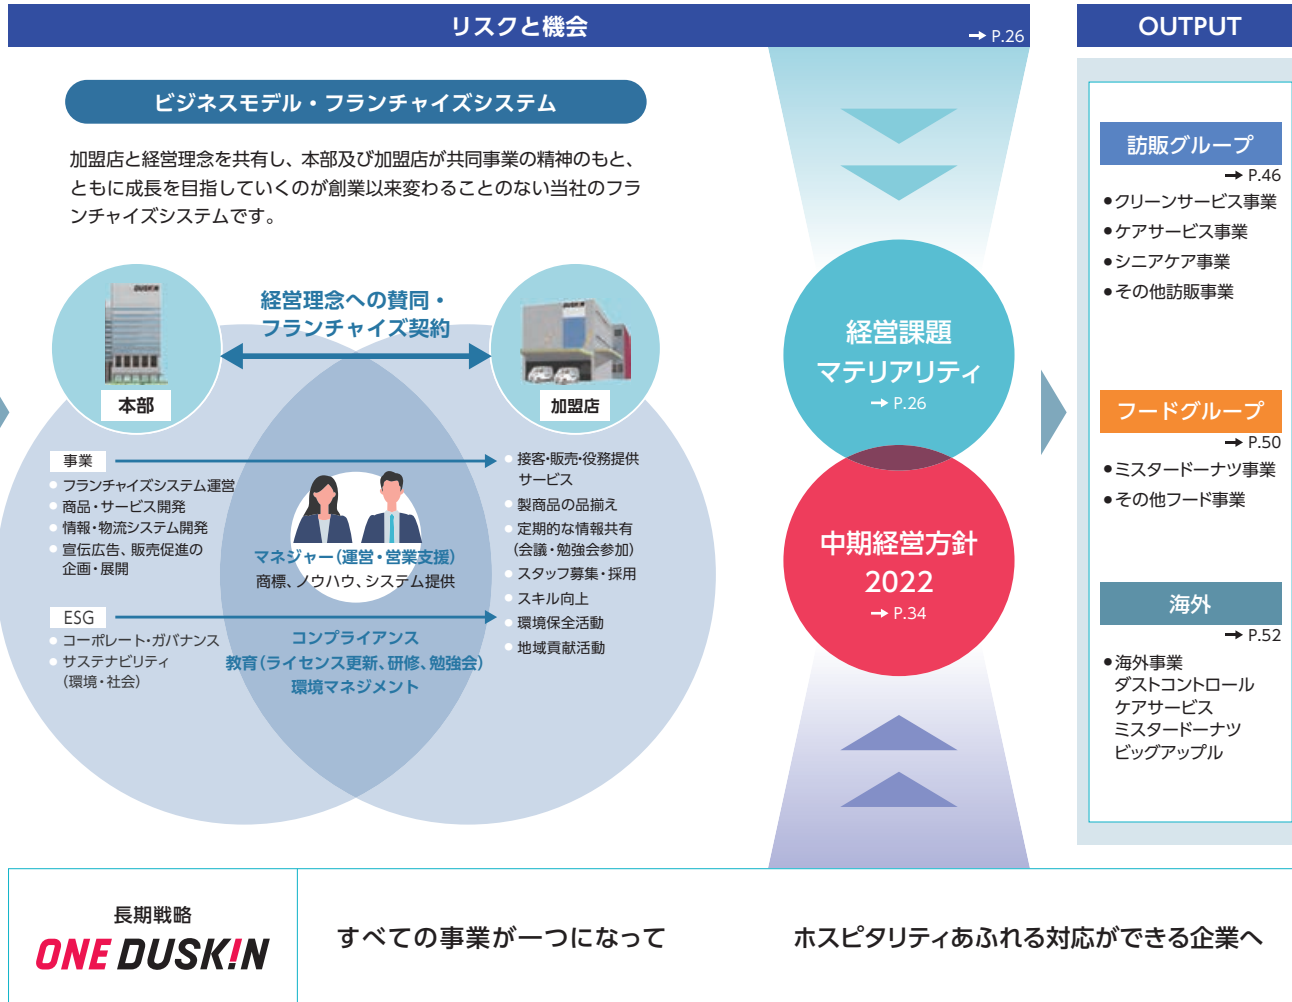 リスクと機会
→ P.26
ビジネスモデル・フランチャイズシステム
加盟店と経営理念を共有し、本部及び加盟店が共同事業の精神のもと、
ともに成長を目指していくのが創業以来変わることのない当社のフラ
ンチャイズシステムです。
DUSKIN
本部
経営理念への賛同・
フランチャイズ契約
DUSKIN
加盟店
事業
フランチャイズシステム運営
商品・サービス開発
情報・物流システム開発
宣伝広告、販売促進の
企画・展開
マネジャー(運営・営業支援)
商標、ノウハウ、システム提供
ESG
コーポレート・ガバナンス
サステナビリティ
(環境・社会)
コンプライアンス
教育(ライセンス更新、研修、勉強会)
環境マネジメント
接客・販売・役務提供
サービス
製商品の品揃え
定期的な情報共有
(会議・勉強会参加)
スタッフ募集・採用
スキル向上
環境保全活動
地域貢献活動
経営課題
マテリアリティ
→ P.26
中期経営方針
2022
→ P.34
OUTPUT
訪販グループ
→ P.46
●クリーンサービス事業
●ケアサービス事業
●シニアケア事業
●その他訪販事業
フードグループ
→ P.50
●ミスタードーナツ事業
●その他フード事業
海外
→ P.52
●海外事業
ダストコントロール
ケアサービス
ミスタードーナツ
ビッグアップル
長期戦略
ONE DUSK!N
すべての事業が一つになって
ホスピタリティあふれる対応ができる企業へ